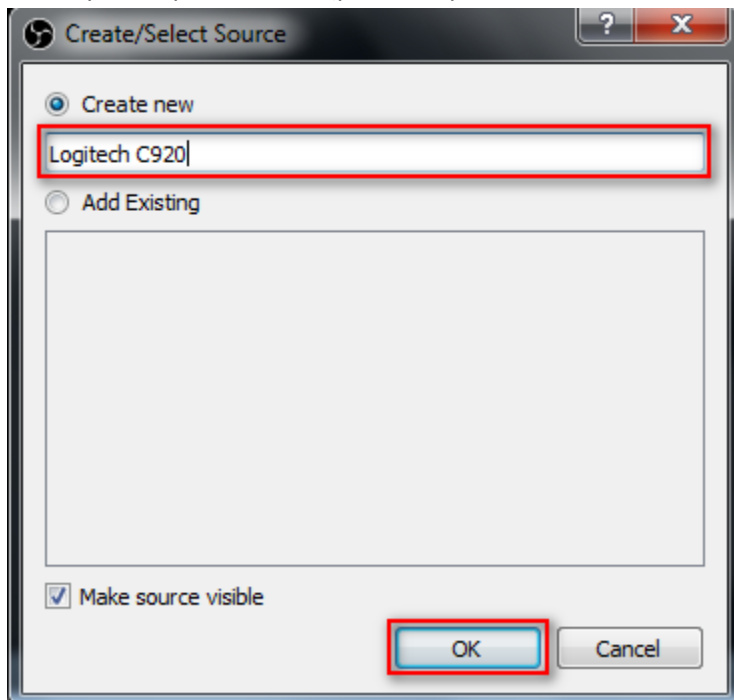 Create/Select Source
? X
Create new
Logitech C920
Add Existing
Make source visible
OK Cancel